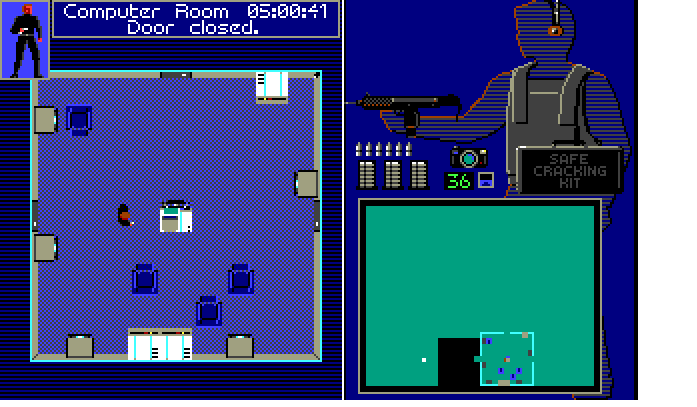 Computer Room 05:00:41
Door closed.
36
SAFE
CRACKING
KIT